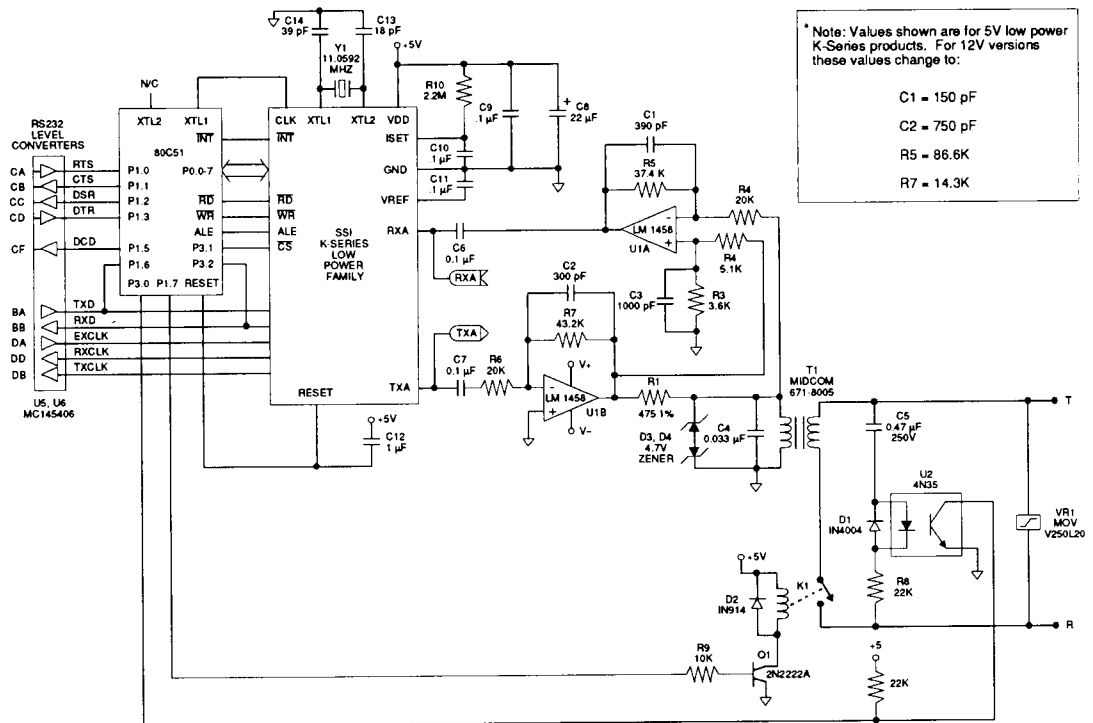 * Note: Values shown are for 5V low power
K-Series products. For 12V versions
these values change to:
C1 = 150 pF
C2 = 750 pF
R5 = 86.6K
R7 = 14.3K
C14
39 pF
C13
18 pF
Y1
11.0592
MHZ
+5V
N/C
R10
2.2M
C9
.1 µF
+
C8
22 µF
RS232
LEVEL
CONVERTERS
XTL2
XTL1
INT
80C51
P1.0
P0.0-7
P1.1
P1.2
RD
P1.3
WR
ALE
P1.5
P3.1
P1.6
P3.2
P3.0
P1.7
RESET
CLK
XTL1
XTL2
VDD
INT
ISET
GND
VREF
RD
WR
ALE
CS
RXA
SSI
K-SERIES
LOW
POWER
FAMILY
TXA
RESET
C10
.1 µF
C11
.1 µF
CA
RTS
CB
CTS
CC
DSR
CD
DTR
CF
DCD
BA
TXD
BB
RXD
DA
EXCLK
DD
RXCLK
DB
TXCLK
U5, U6
MC145406
C1
390 pF
R5
37.4 K
R4
20K
-
LM 1458
+
U1A
R4
5.1K
C6
0.1 µF
RXA
C2
300 pF
C3
1000 pF
R3
3.6K
R7
43.2K
TXA
C7
0.1 µF
R6
20K
V+
-
LM 1458
+
U1B
V-
R1
475 1%
T1
MIDCOM
671-8005
D3, D4
4.7V
ZENER
C4
0.033 µF
C5
0.47 µF
250V
T
C12
1 µF
+5V
U2
4N35
D1
IN4004
VR1
MOV
V250L20
R8
22K
+5V
D2
IN914
K1
R
R9
10K
Q1
2N2222A
+5
22K